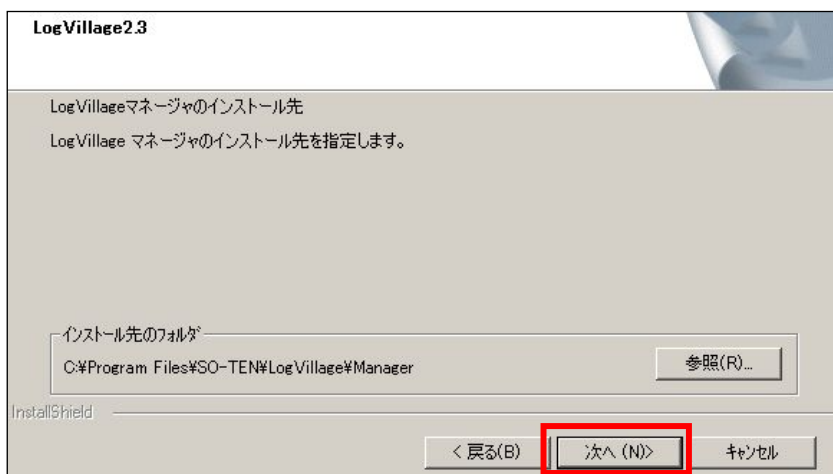 LogVillage2.3
LogVillageマネージャのインストール先
LogVillage マネージャのインストール先を指定します。
インストール先のフォルダ
C:¥Program Files¥SO-TEN¥LogVillage¥Manager
参照(R)...
InstallShield
< 戻る(B)
次へ (N)>
キャンセル